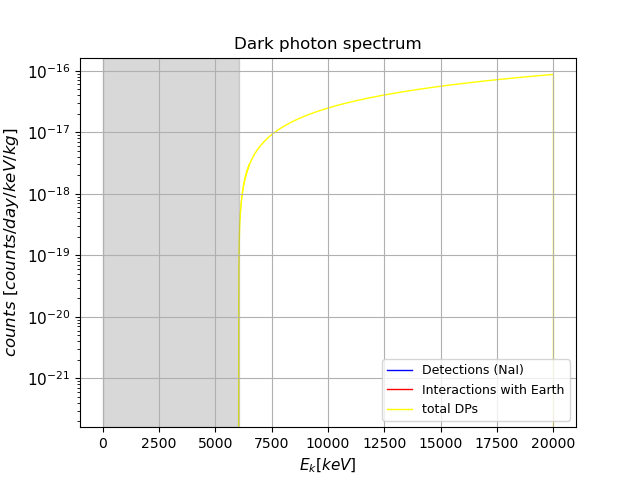 Dark photon spectrum
counts [counts/day/keV/kg]
10⁻¹⁶
10⁻¹⁷
10⁻¹⁸
10⁻¹⁹
10⁻²⁰
10⁻²¹
Detections (NaI)
Interactions with Earth
total DPs
0 2500 5000 7500 10000 12500 15000 17500 20000
Eₖ[keV]